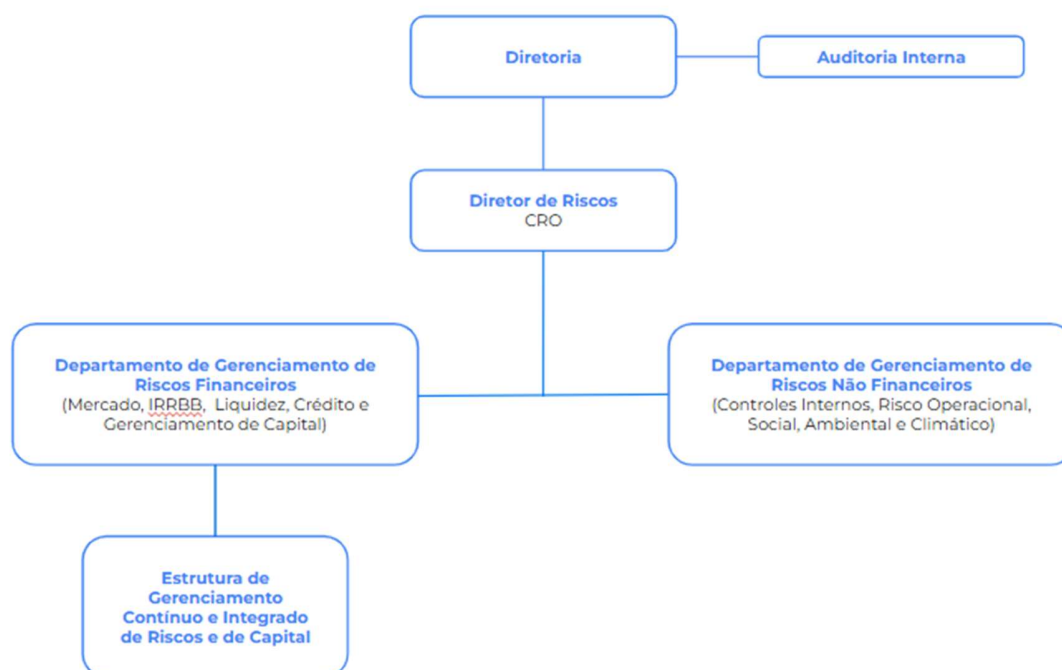 Diretoria
Auditoria Interna
Diretor de Riscos
CRO
Departamento de Gerenciamento de
Riscos Financeiros
(Mercado, IRRBB, Liquidez, Crédito e
Gerenciamento de Capital)
Departamento de Gerenciamento de
Riscos Não Financeiros
(Controles Internos, Risco Operacional,
Social, Ambiental e Climático)
Estrutura de
Gerenciamento
Contínuo e Integrado
de Riscos e de Capital